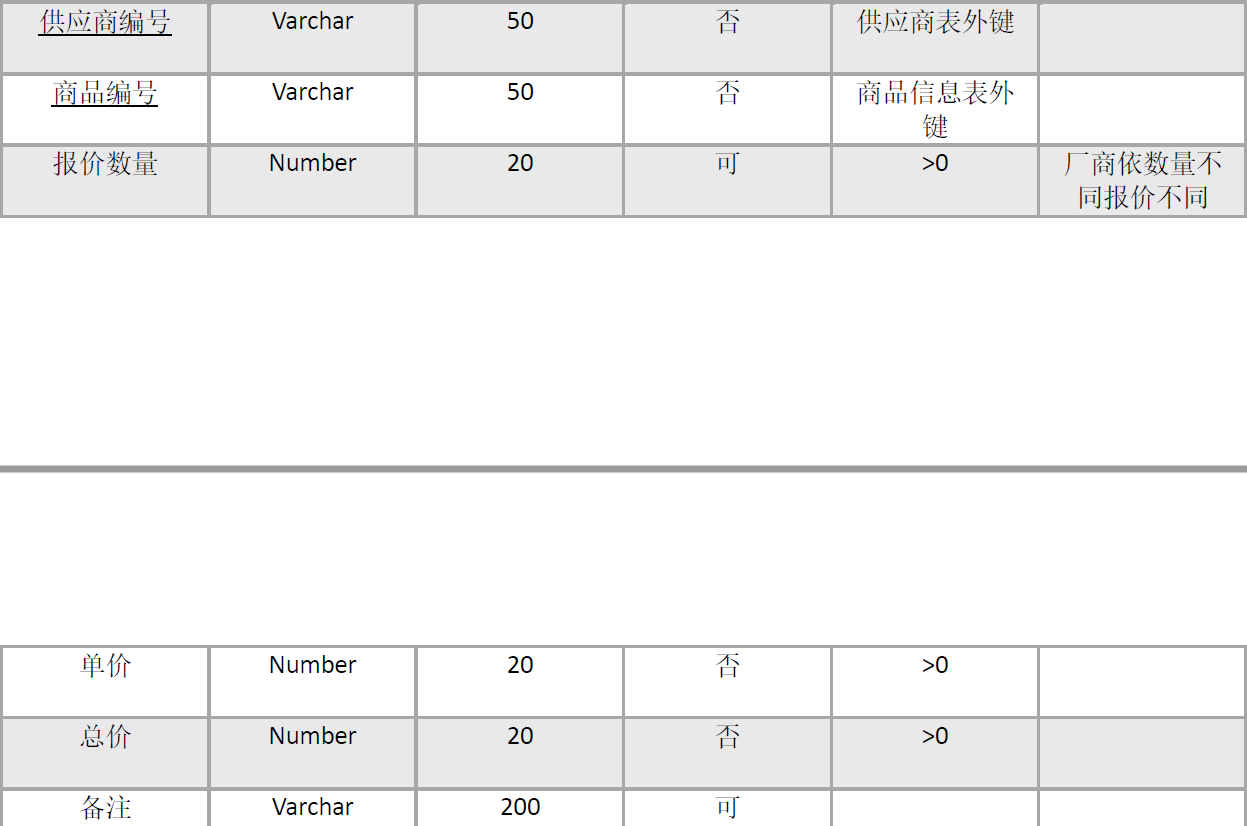 供应商编号 Varchar 50 否 供应商表外键
商品编号 Varchar 50 否 商品信息表外
键
报价数量 Number 20 可 >0 厂商依数量不
同报价不同
单价 Number 20 否 >0
总价 Number 20 否 >0
备注 Varchar 200 可